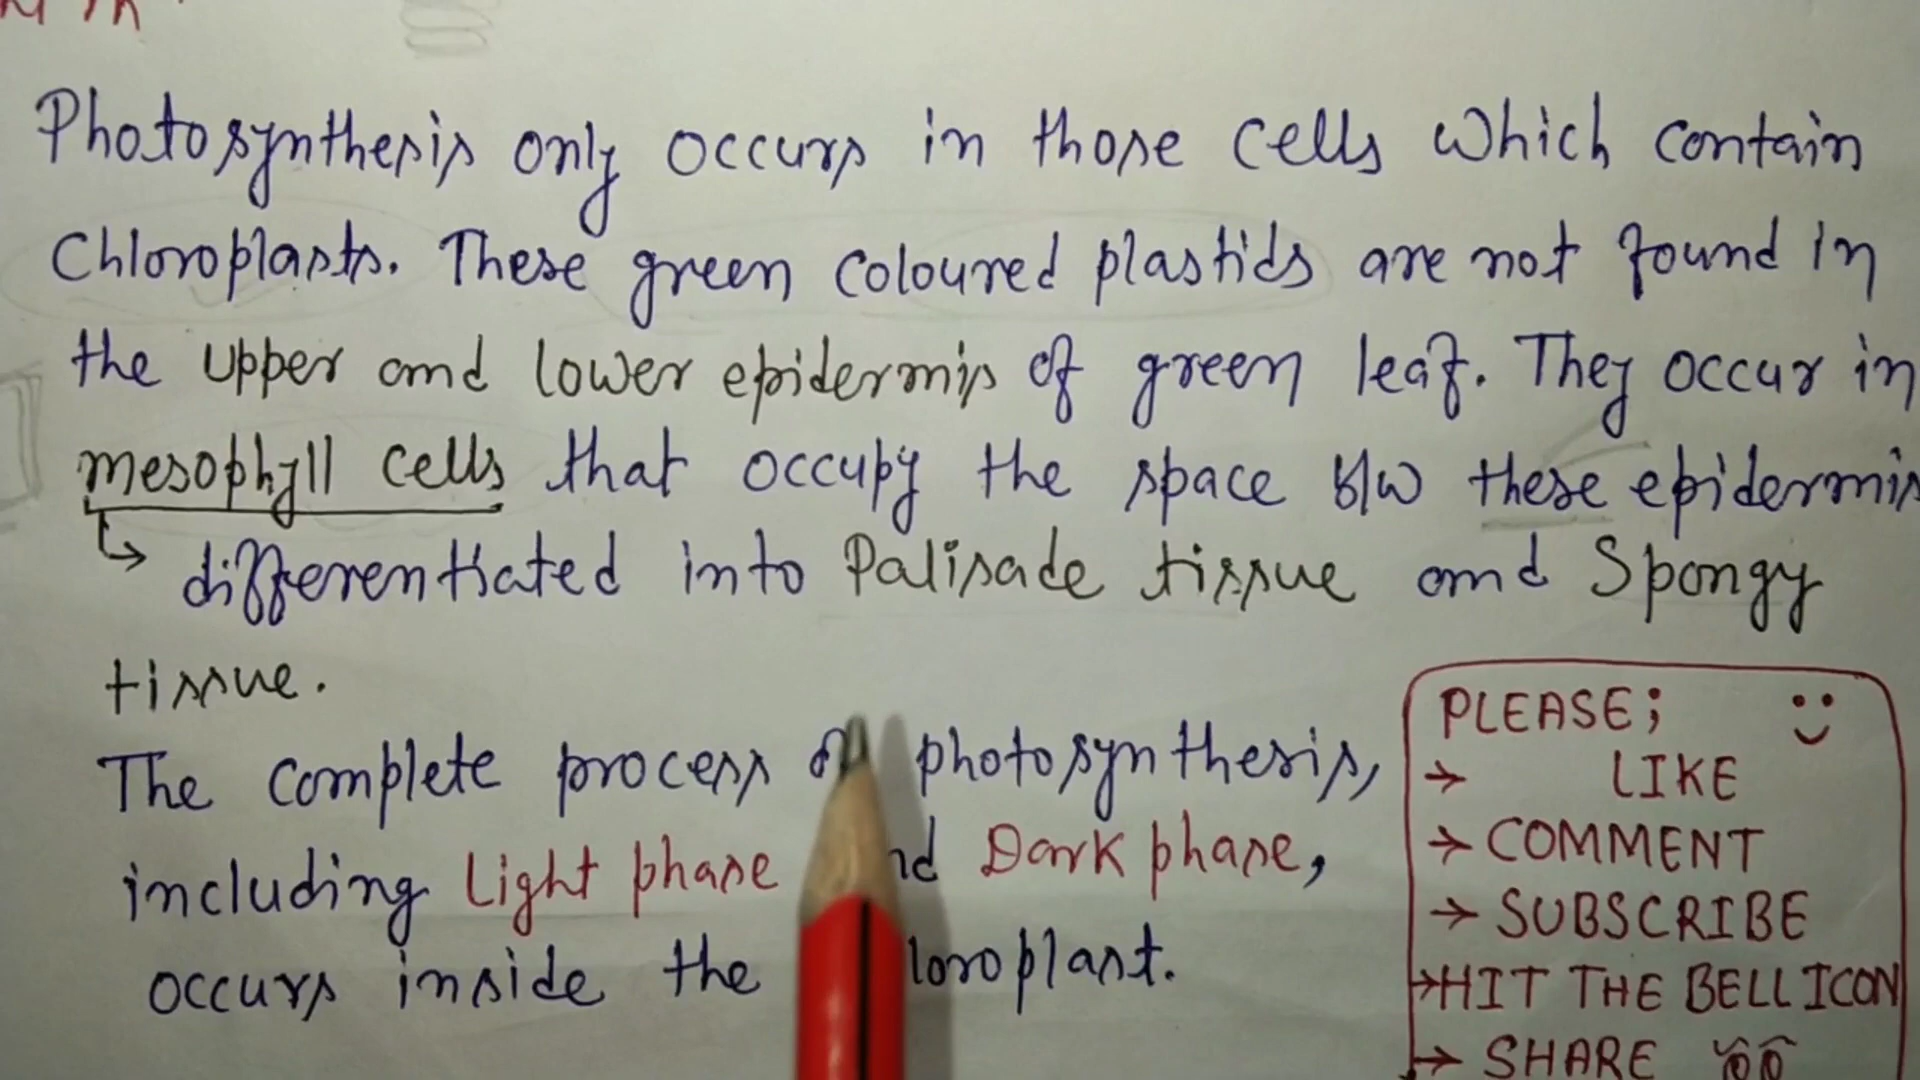 Photosynthesis only occurs in those cells which contain
Chloroplasts. These green coloured plastids are not found in
the upper and lower epidermis of green leaf. They occur in
mesophyll cells that occupy the space b/w these epidermis
↳ differentiated into Palisade tissue and Spongy
tissue.
The complete process of photosynthesis,
including Light phase nd Dark phase,
occurs inside the loroplast.
PLEASE;
→ LIKE
→ COMMENT
→ SUBSCRIBE
→ HIT THE BELL ICON
→ SHARE